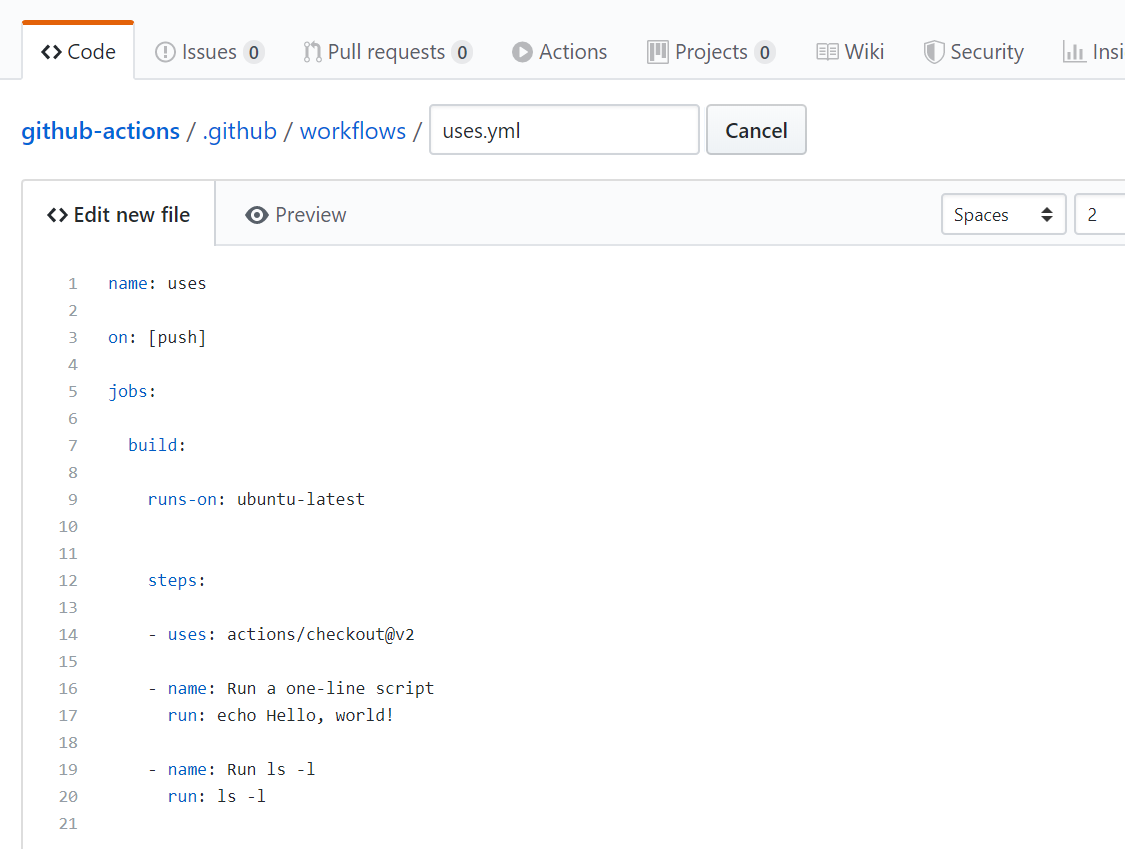 Code Issues 0 Pull requests 0 Actions Projects 0 Wiki Security Insi
github-actions / .github / workflows / uses.yml Cancel
Edit new file Preview Spaces 2
1 name: uses
2
3 on: [push]
4
5 jobs:
6
7 build:
8
9 runs-on: ubuntu-latest
10
11
12 steps:
13
14 - uses: actions/checkout@v2
15
16 - name: Run a one-line script
17 run: echo Hello, world!
18
19 - name: Run ls -l
20 run: ls -l
21